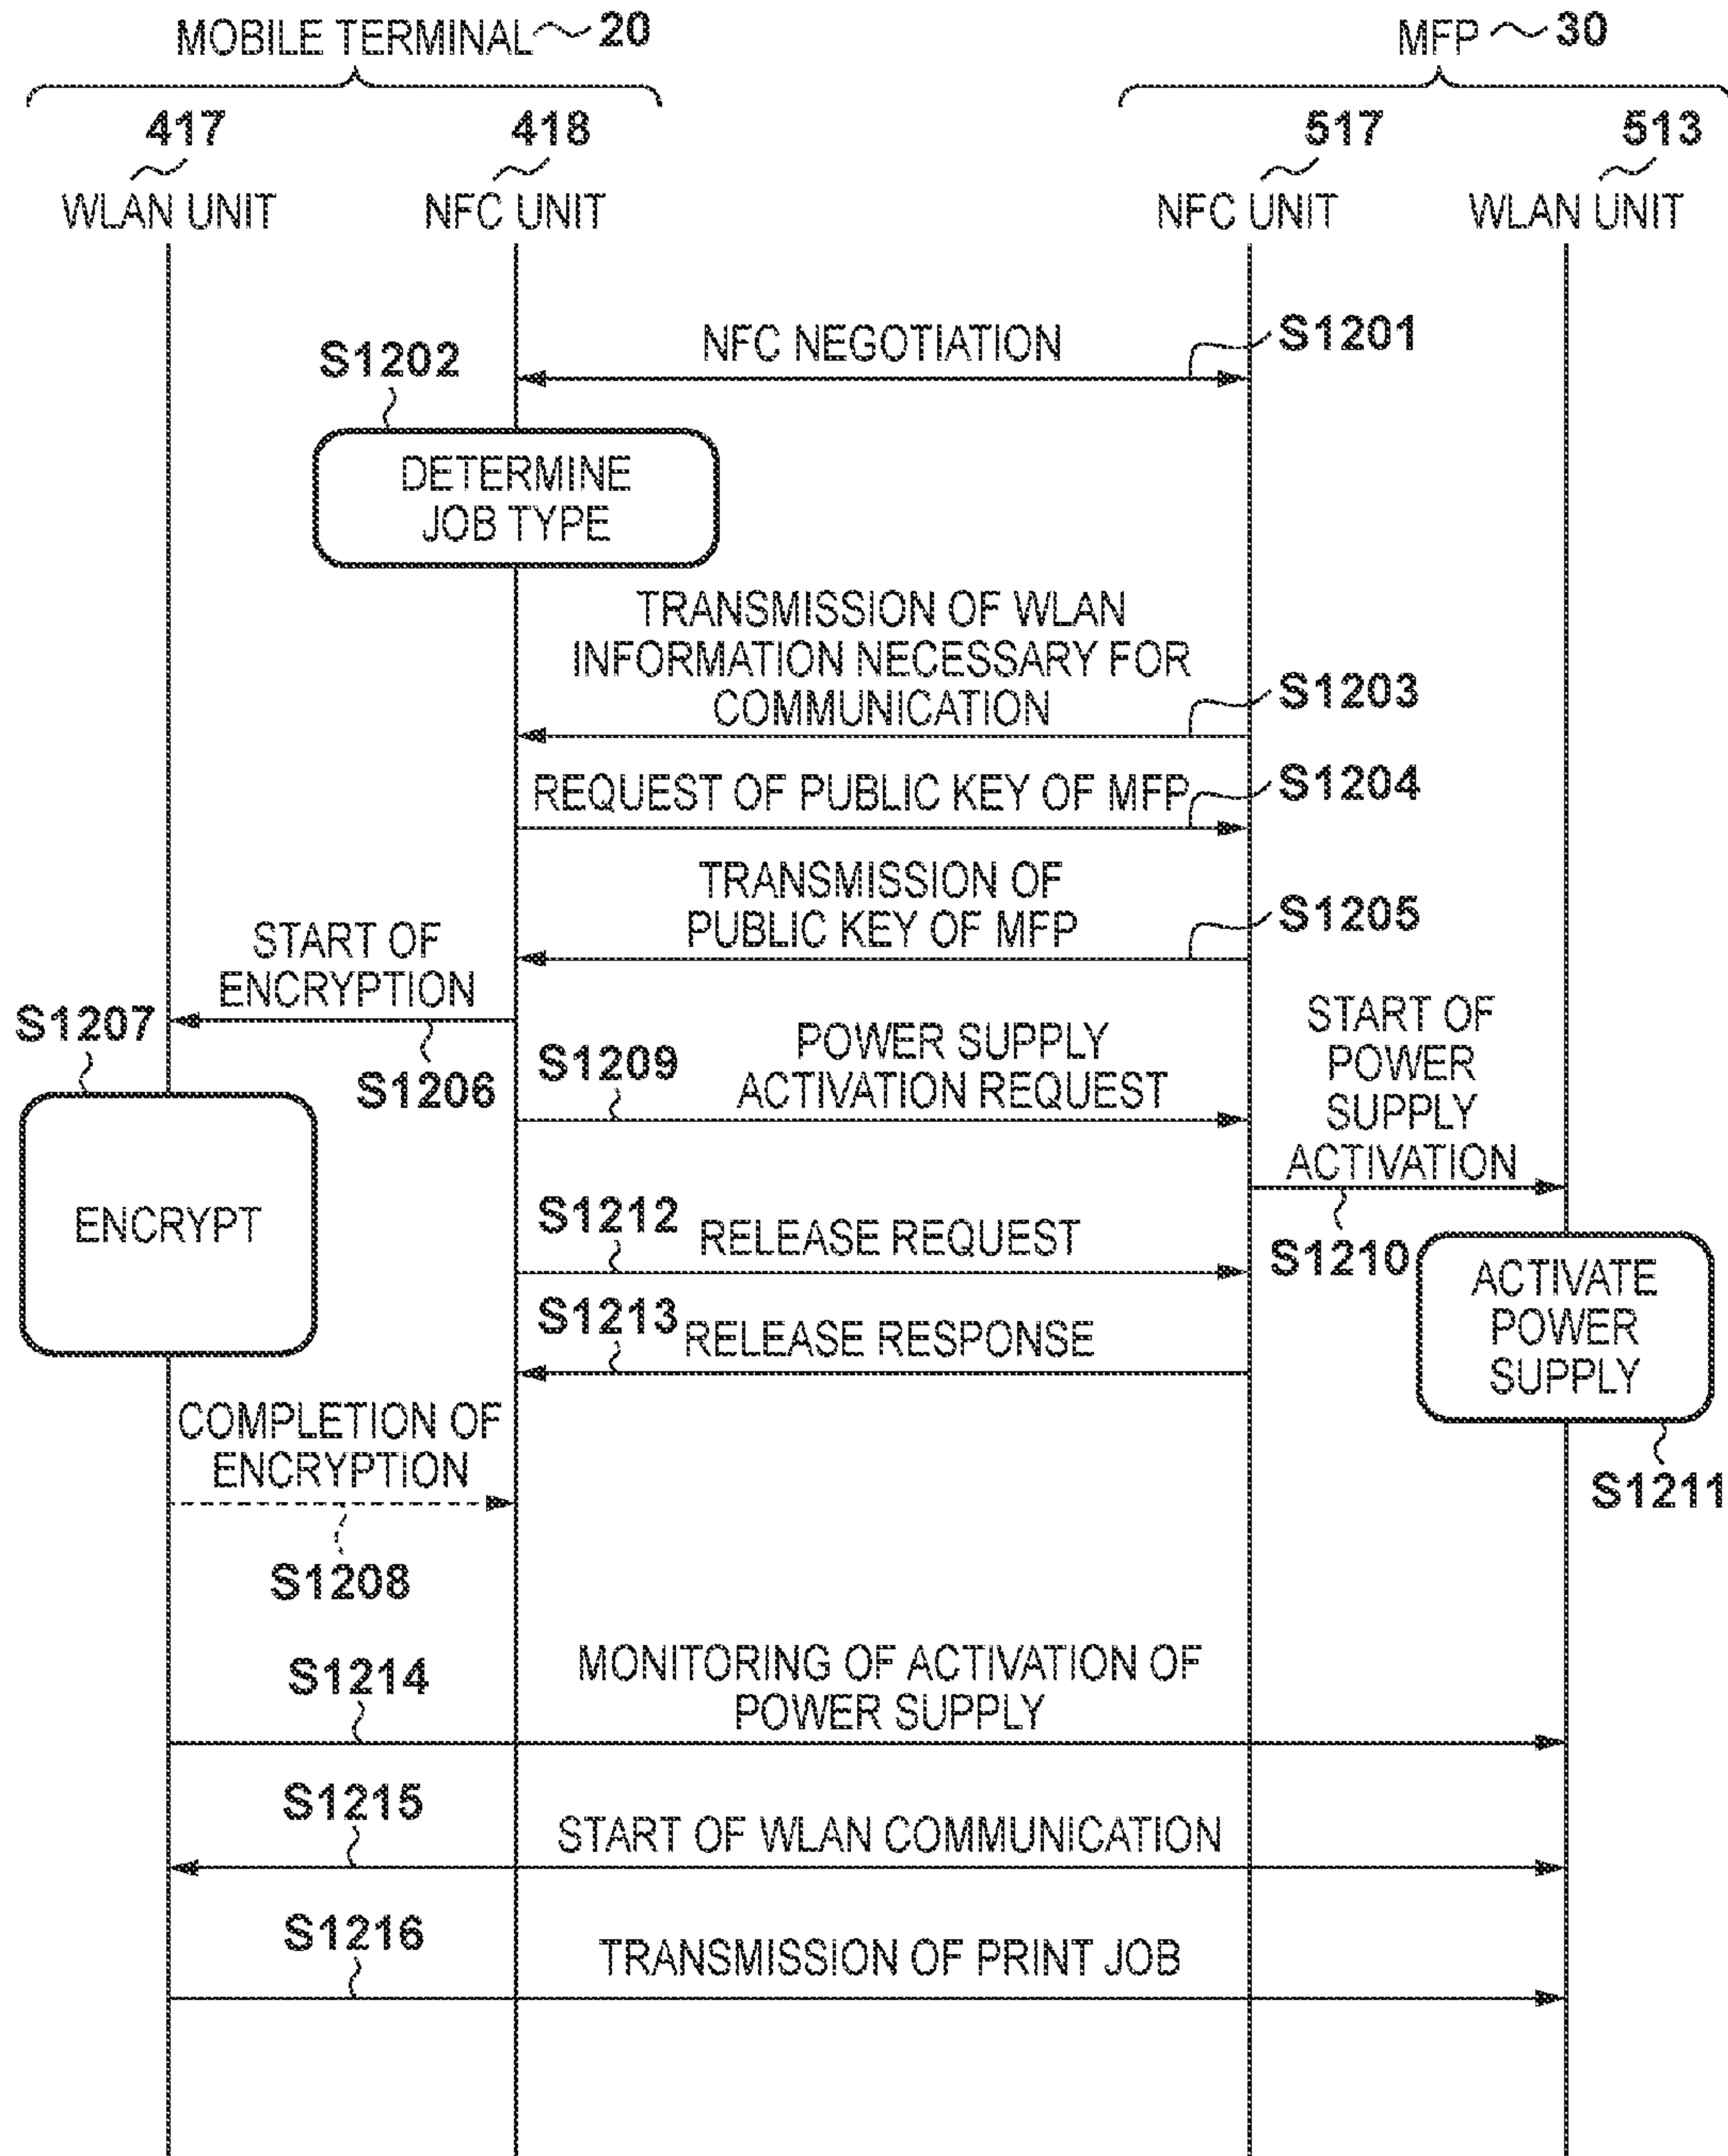 MOBILE TERMINAL 20
MFP 30
417
418
517
513
WLAN UNIT
NFC UNIT
NFC UNIT
WLAN UNIT
NFC NEGOTIATION
S1201
S1202
DETERMINE
JOB TYPE
TRANSMISSION OF WLAN
INFORMATION NECESSARY FOR
COMMUNICATION
S1203
REQUEST OF PUBLIC KEY OF MFP
S1204
TRANSMISSION OF
PUBLIC KEY OF MFP
S1205
START OF
ENCRYPTION
S1206
S1207
ENCRYPT
S1209
POWER SUPPLY
ACTIVATION REQUEST
START OF
POWER
SUPPLY
ACTIVATION
S1210
S1212
RELEASE REQUEST
ACTIVATE
POWER
SUPPLY
S1211
S1213
RELEASE RESPONSE
COMPLETION OF
ENCRYPTION
S1208
S1214
MONITORING OF ACTIVATION OF
POWER SUPPLY
S1215
START OF WLAN COMMUNICATION
S1216
TRANSMISSION OF PRINT JOB